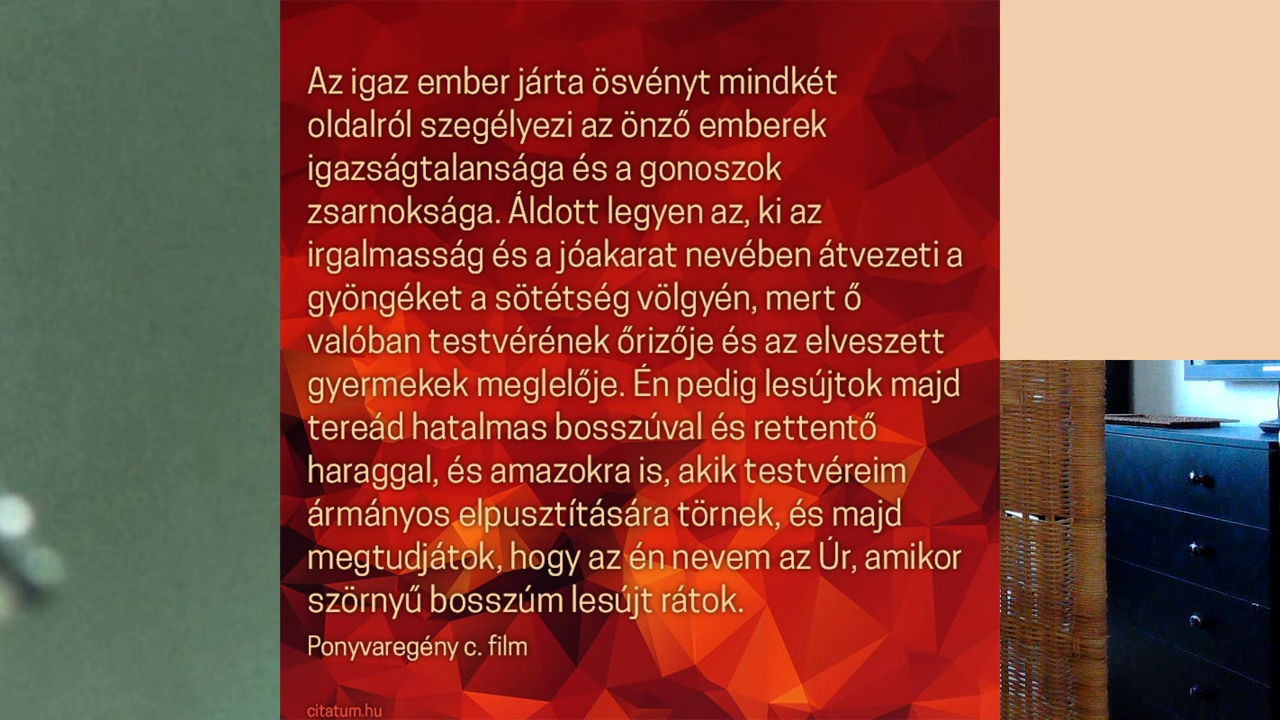 Az igaz ember járta ösvényt mindkét
oldalról szegélyezi az önző emberek
igazságtalansága és a gonoszok
zsarnoksága. Áldott legyen az, ki az
irgalmasság és a jóakarat nevében átvezeti a
gyöngéket a sötétség völgyén, mert ő
valóban testvérének őrizője és az elveszett
gyermekek meglelője. Én pedig lesújtok majd
tereád hatalmas bosszúval és rettentő
haraggal, és amazokra is, akik testvéreim
ármányos elpusztítására törnek, és majd
megtudjátok, hogy az én nevem az Úr, amikor
szörnyű bosszúm lesújt rátok.
Ponyvaregény c. film
citatum.hu